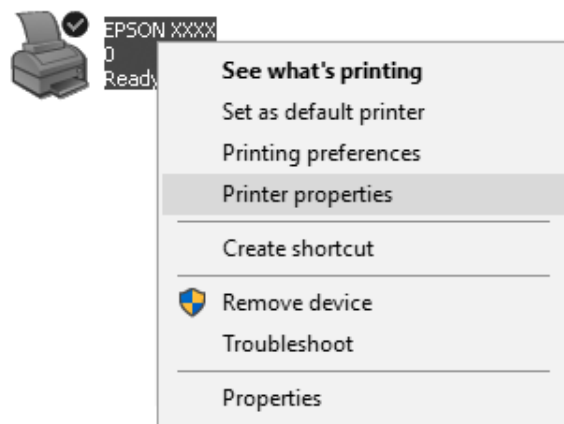 EPSON XXXX
0
Ready
See what's printing
Set as default printer
Printing preferences
Printer properties
Create shortcut
Remove device
Troubleshoot
Properties